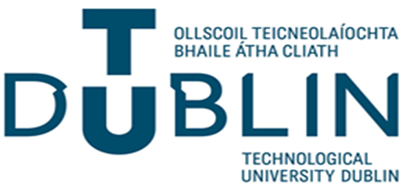 OLLSCOIL TEICNEOLAÍOCHTA
BHAILE ÁTHA CLIATH
TU DUBLIN
TECHNOLOGICAL
UNIVERSITY DUBLIN